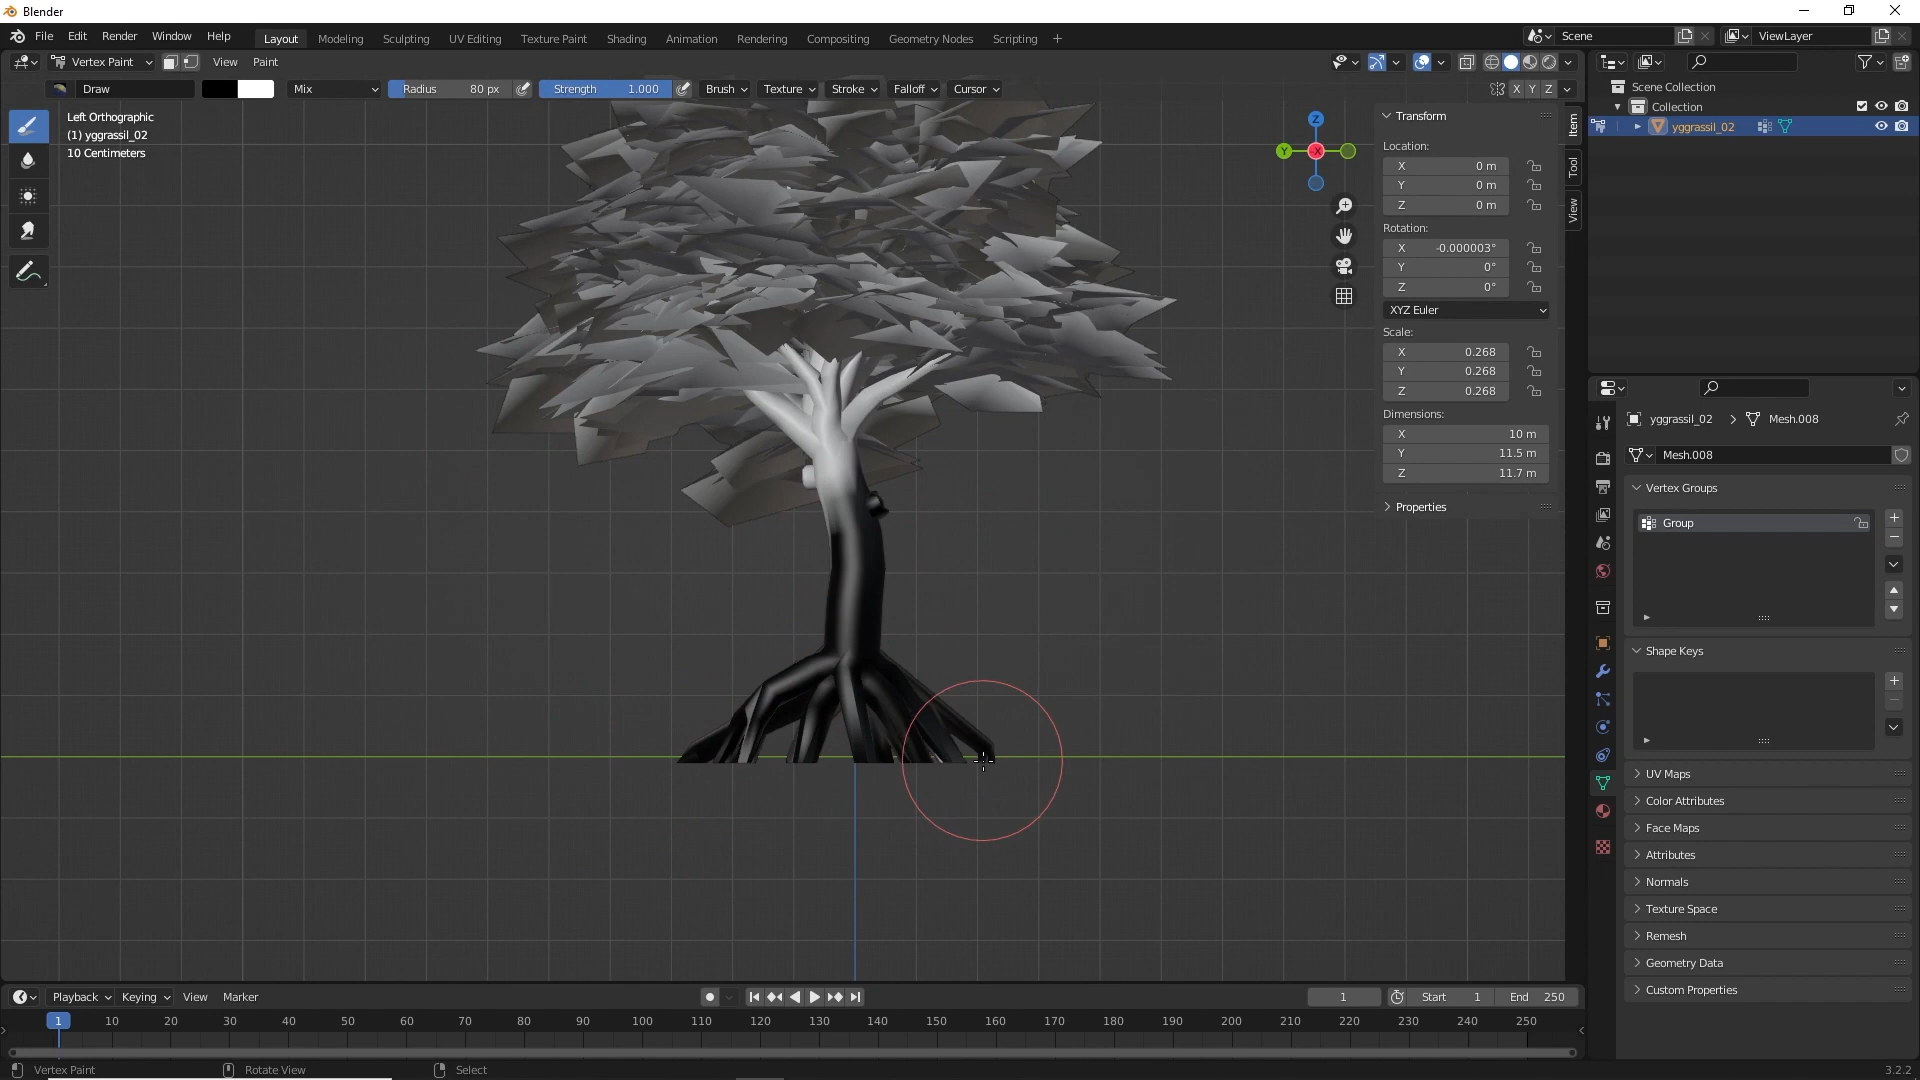 Blender
File Edit Render Window Help
Layout Modeling Sculpting UV Editing Texture Paint Shading Animation Rendering Compositing Geometry Nodes Scripting +
Scene
ViewLayer
Vertex Paint
View Paint
Draw
Mix
Radius 80 px
Strength 1.000
Brush Texture Stroke Falloff Cursor
X Y Z
Left Orthographic
(1) yggrassil_02
10 Centimeters
Z
Y
X
Transform
Location:
X 0 m
Y 0 m
Z 0 m
Rotation:
X -0.000003°
Y 0°
Z 0°
XYZ Euler
Scale:
X 0.268
Y 0.268
Z 0.268
Dimensions:
X 10 m
Y 11.5 m
Z 11.7 m
Properties
Item
Tool
View
Scene Collection
Collection
yggrassil_02
yggrassil_02 > Mesh.008
Mesh.008
Vertex Groups
Group
Shape Keys
UV Maps
Color Attributes
Face Maps
Attributes
Normals
Texture Space
Remesh
Geometry Data
Custom Properties
Playback Keying View Marker
1
Start 1
End 250
1 10 20 30 40 50 60 70 80 90 100 110 120 130 140 150 160 170 180 190 200 210 220 230 240 250
Vertex Paint
Rotate View
Select
3.2.2